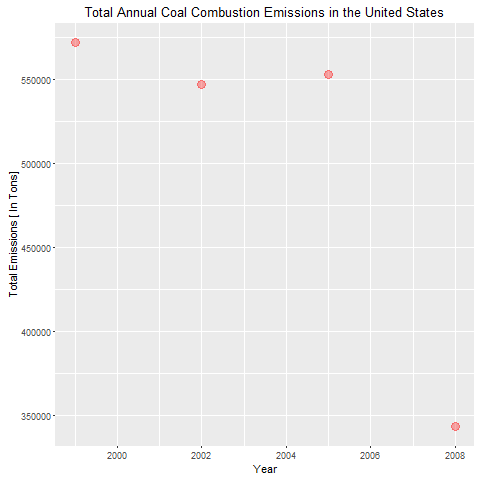 Total Annual Coal Combustion Emissions in the United States
Total Emissions [ In Tons]
550000
500000
450000
400000
350000
2000 2002 2004 2006 2008
Year